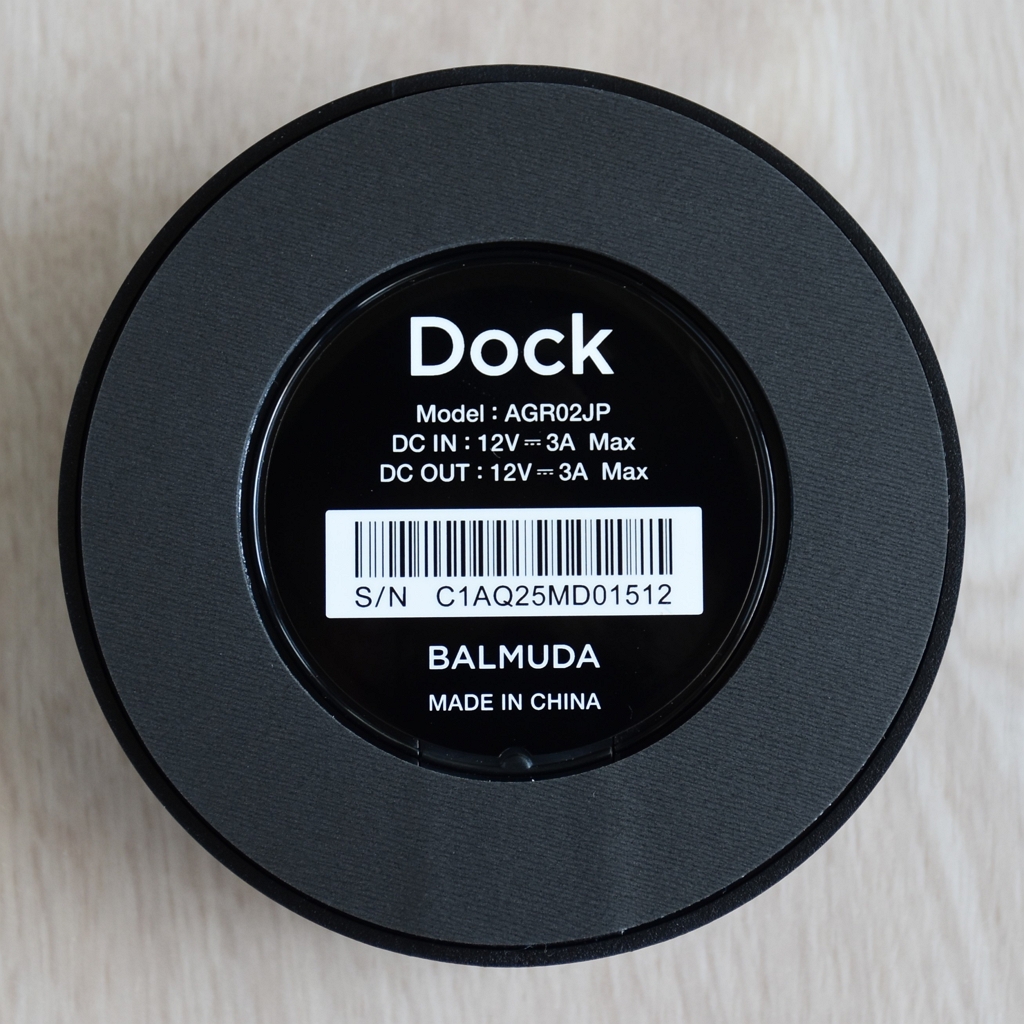 Dock
Model : AGR02JP
DC IN : 12V⎓3A Max
DC OUT : 12V⎓3A Max
S/N C1AQ25MD01512
BALMUDA
MADE IN CHINA